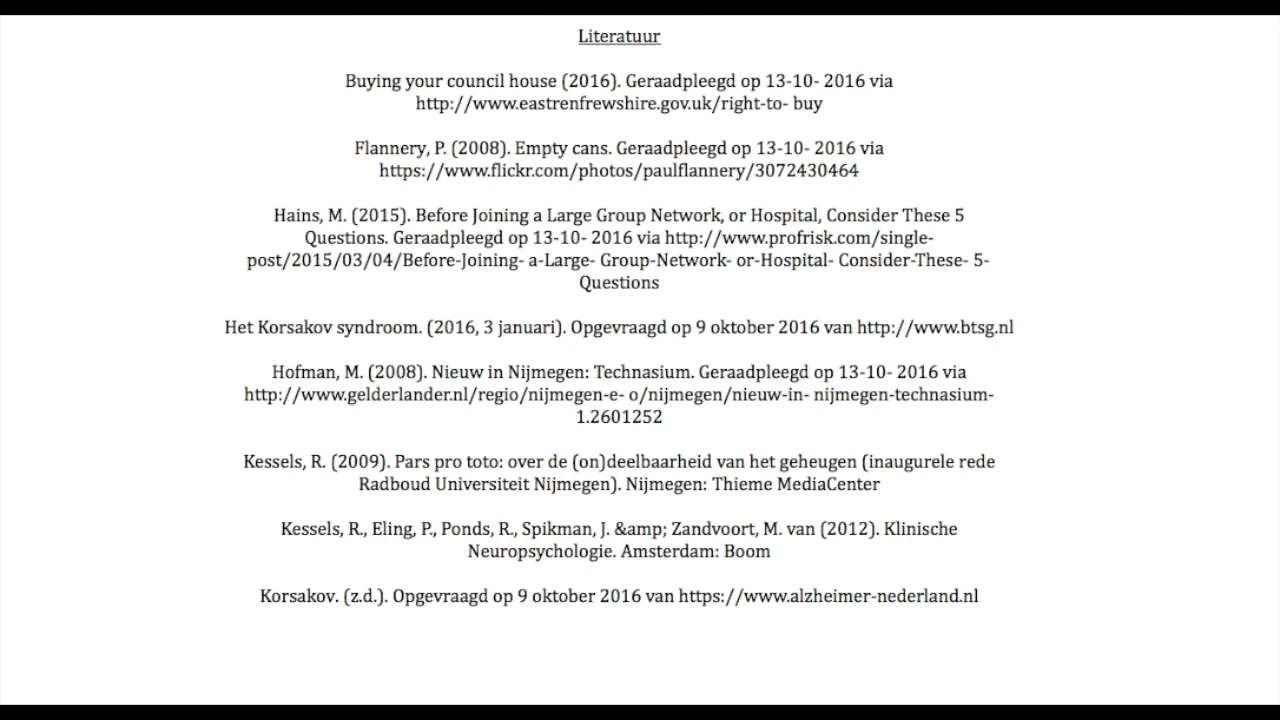 Literatuur
Buying your council house (2016). Geraadpleegd op 13-10- 2016 via
http://www.eastrenfrewshire.gov.uk/right-to- buy
Flannery, P. (2008). Empty cans. Geraadpleegd op 13-10- 2016 via
https://www.flickr.com/photos/paulflannery/3072430464
Hains, M. (2015). Before Joining a Large Group Network, or Hospital, Consider These 5
Questions. Geraadpleegd op 13-10- 2016 via http://www.profrisk.com/single-
post/2015/03/04/Before-Joining- a-Large- Group-Network- or-Hospital- Consider-These- 5-
Questions
Het Korsakov syndroom. (2016, 3 januari). Opgevraagd op 9 oktober 2016 van http://www.btsg.nl
Hofman, M. (2008). Nieuw in Nijmegen: Technasium. Geraadpleegd op 13-10- 2016 via
http://www.gelderlander.nl/regio/nijmegen-e- o/nijmegen/nieuw-in- nijmegen-technasium-
1.2601252
Kessels, R. (2009). Pars pro toto: over de (on)deelbaarheid van het geheugen (inaugurele rede
Radboud Universiteit Nijmegen). Nijmegen: Thieme MediaCenter
Kessels, R., Eling, P., Ponds, R., Spikman, J. &amp; Zandvoort, M. van (2012). Klinische
Neuropsychologie. Amsterdam: Boom
Korsakov. (z.d.). Opgevraagd op 9 oktober 2016 van https://www.alzheimer-nederland.nl